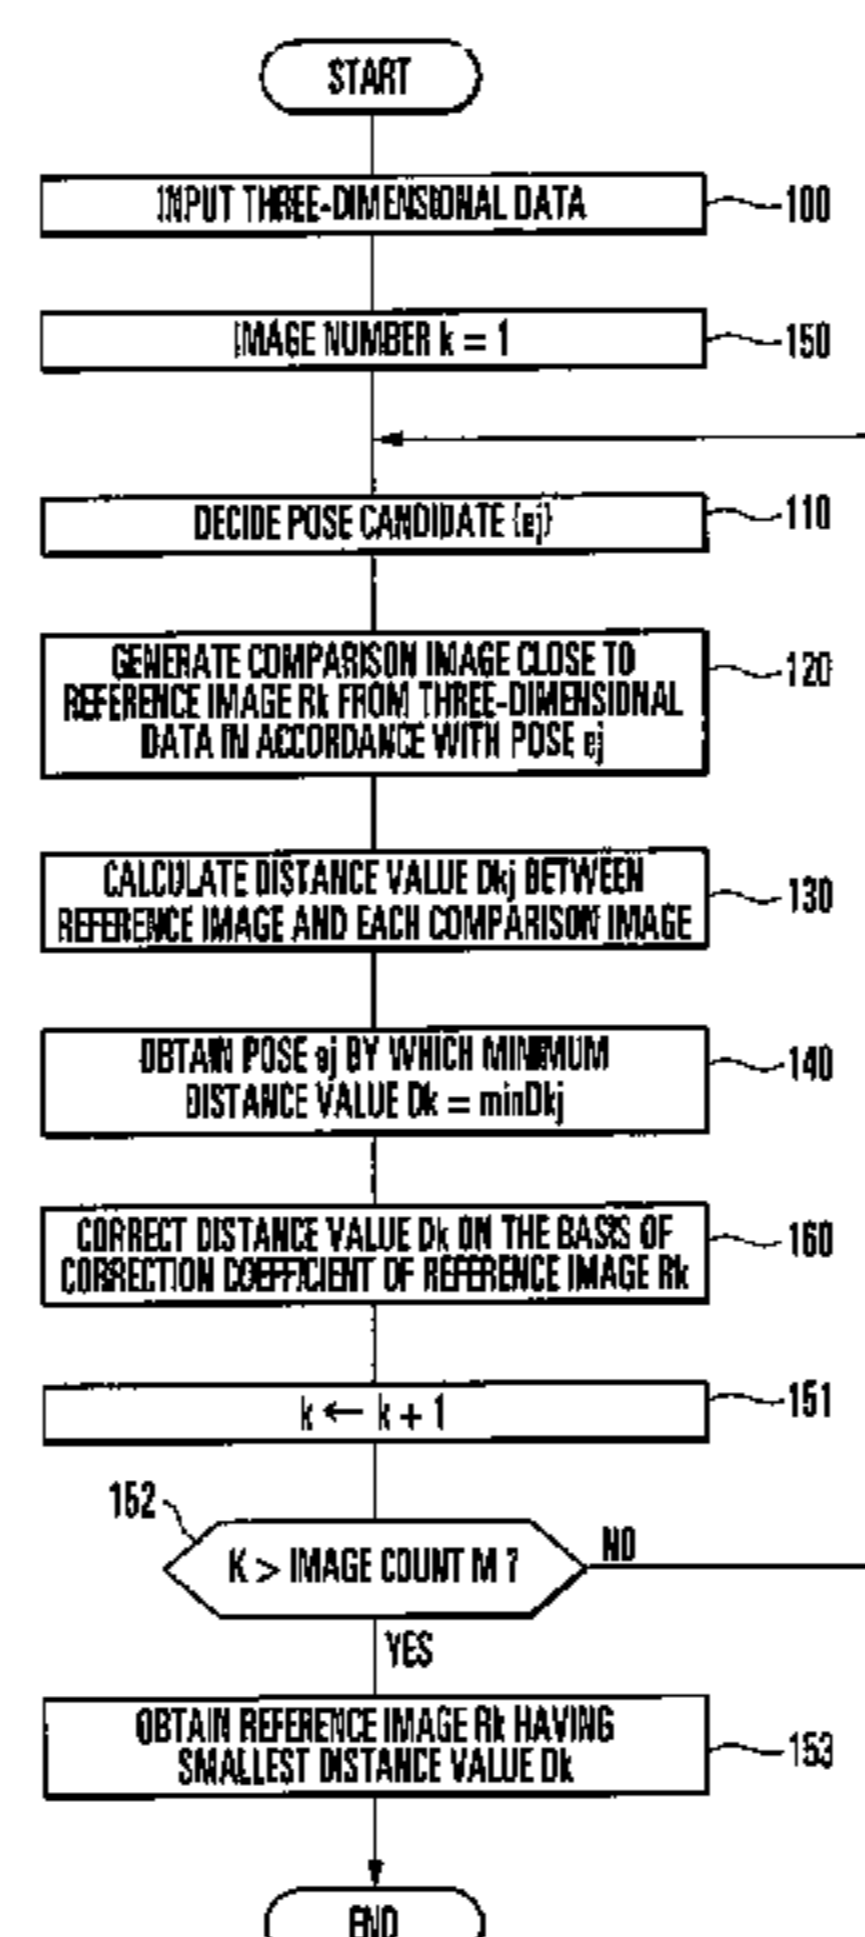 START
INPUT THREE-DIMENSIONAL DATA
100
IMAGE NUMBER k = 1
150
DECIDE POSE CANDIDATE {ej}
110
GENERATE COMPARISON IMAGE CLOSE TO
REFERENCE IMAGE Rk FROM THREE-DIMENSIONAL
DATA IN ACCORDANCE WITH POSE ej
120
CALCULATE DISTANCE VALUE Dkj BETWEEN
REFERENCE IMAGE AND EACH COMPARISON IMAGE
130
OBTAIN POSE ej BY WHICH MINIMUM
DISTANCE VALUE Dk = minDkj
140
CORRECT DISTANCE VALUE Dk ON THE BASIS OF
CORRECTION COEFFICIENT OF REFERENCE IMAGE Rk
160
k ← k + 1
151
152
K > IMAGE COUNT M ?
NO
YES
OBTAIN REFERENCE IMAGE Rk HAVING
SMALLEST DISTANCE VALUE Dk
153
END